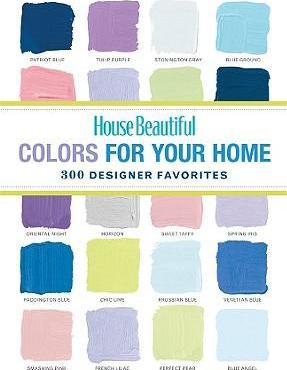 PATRIOT BLUE TULIP PURPLE STONINGTON GRAY BLUE GROUND
House Beautiful
COLORS FOR YOUR HOME
300 DESIGNER FAVORITES
ORIENTAL NIGHT HORIZON SWEET TAFFY SPRING IRIS
PADDINGTON BLUE CHIC LIME PRUSSIAN BLUE VENETIAN BLUE
SMASHING PINK FRENCH LILAC PERFECT PEAR BLUE ANGEL